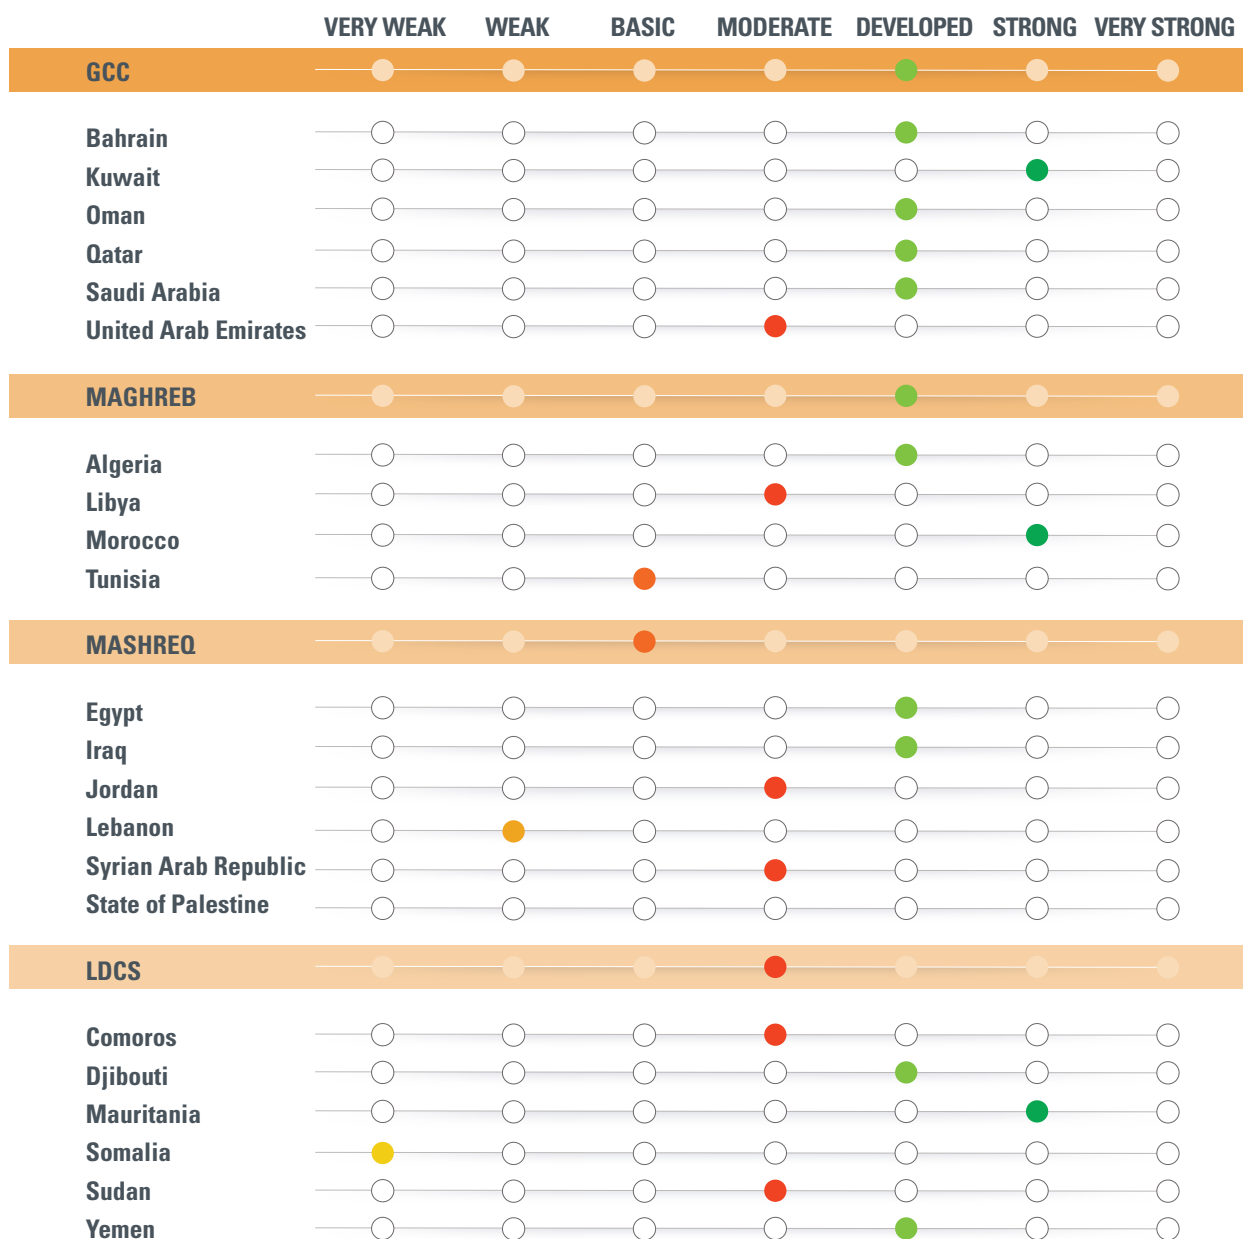 VERY WEAK WEAK BASIC MODERATE DEVELOPED STRONG VERY STRONG
GCC
Bahrain
Kuwait
Oman
Qatar
Saudi Arabia
United Arab Emirates
MAGHREB
Algeria
Libya
Morocco
Tunisia
MASHREQ
Egypt
Iraq
Jordan
Lebanon
Syrian Arab Republic
State of Palestine
LDCS
Comoros
Djibouti
Mauritania
Somalia
Sudan
Yemen